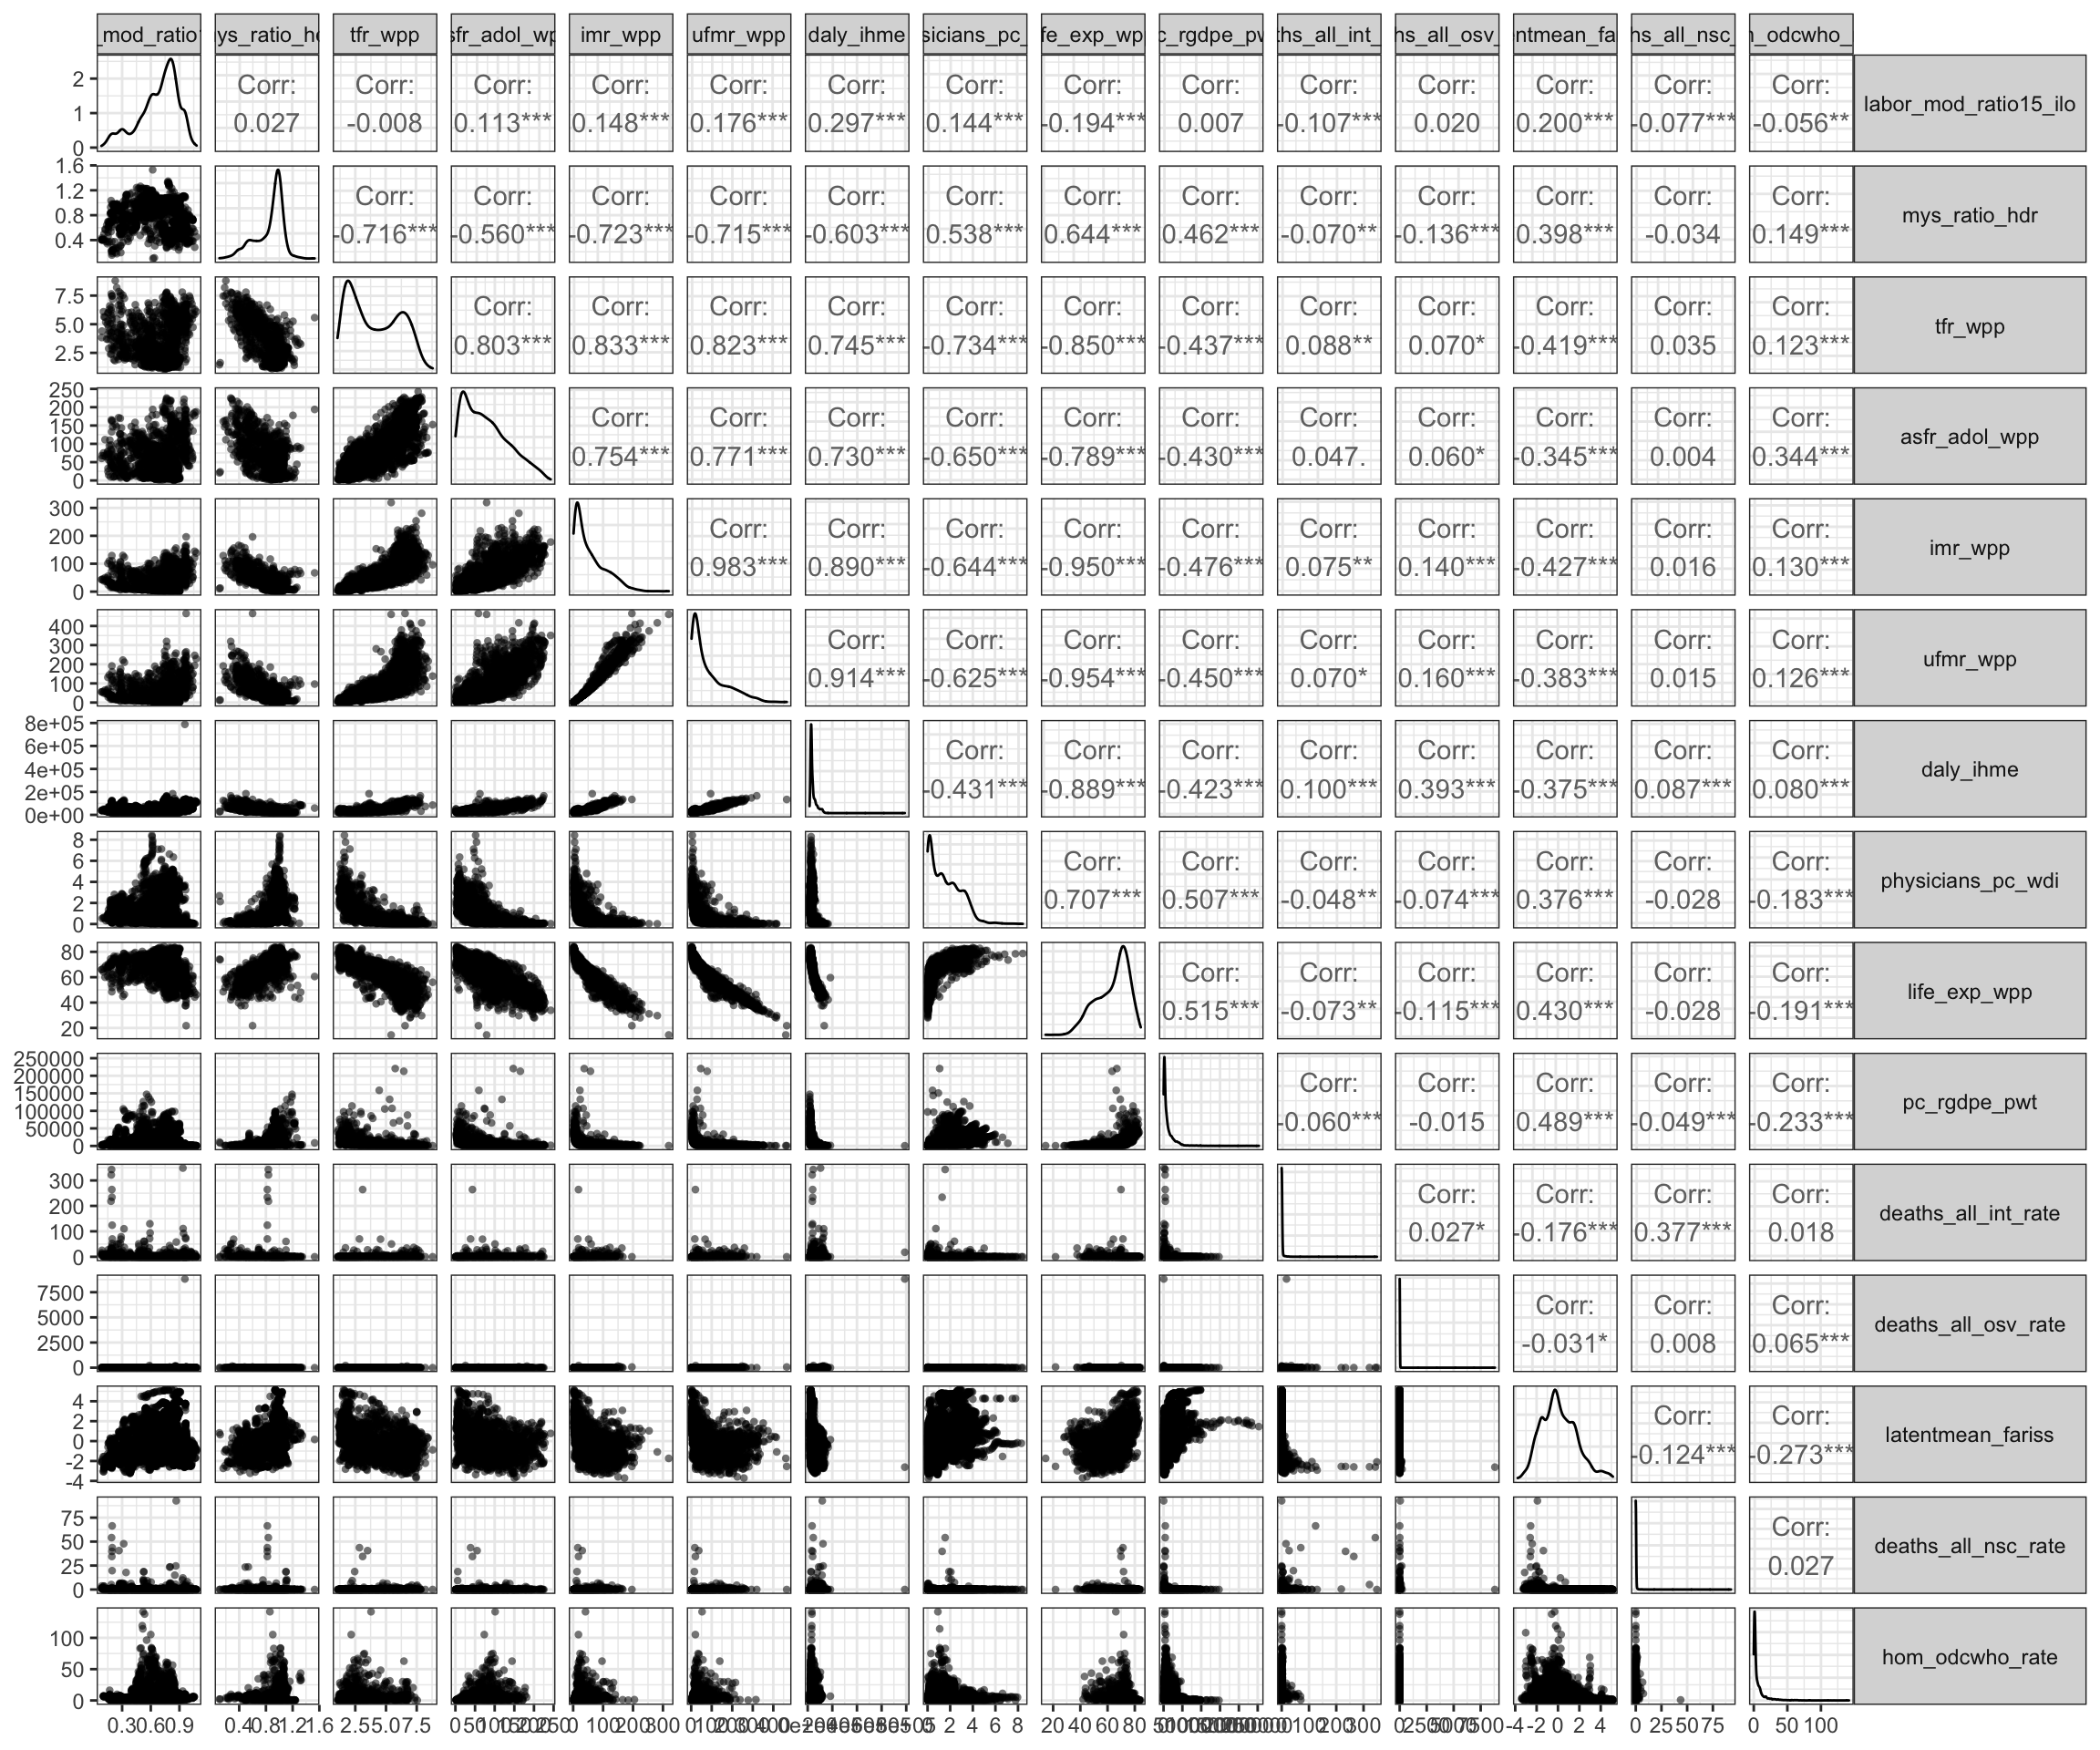 _mod_ratio ys_ratio_h tfr_wpp sfr_adol_wp imr_wpp ufmr_wpp daly_ihme sicians_pc_ fe_exp_wp c_rgdpe_pw ths_all_int_ hs_all_osv_ entmean_fa hs_all_nsc_ _odcwho_
2 Corr: Corr: Corr: Corr: Corr: Corr: Corr: Corr: Corr: Corr: Corr: Corr: Corr: Corr:
1 0.027 -0.008 0.113*** 0.148*** 0.176*** 0.297*** 0.144*** -0.194*** 0.007 -0.107*** 0.020 0.200*** -0.077*** -0.056** labor_mod_ratio15_ilo
0
1.6
1.2 Corr: Corr: Corr: Corr: Corr: Corr: Corr: Corr: Corr: Corr: Corr: Corr: Corr:
0.8 mys_ratio_hdr
0.4 -0.716*** -0.560*** -0.723*** -0.715*** -0.603*** 0.538*** 0.644*** 0.462*** -0.070** -0.136*** 0.398*** -0.034 0.149***
7.5 Corr: Corr: Corr: Corr: Corr: Corr: Corr: Corr: Corr: Corr: Corr: Corr:
5.0 tfr_wpp
2.5 0.803*** 0.833*** 0.823*** 0.745*** -0.734*** -0.850*** -0.437*** 0.088** 0.070* -0.419*** 0.035 0.123***
250
200 Corr: Corr: Corr: Corr: Corr: Corr: Corr: Corr: Corr: Corr: Corr:
150
100 asfr_adol_wpp
50 0.754*** 0.771*** 0.730*** -0.650*** -0.789*** -0.430*** 0.047. 0.060* -0.345*** 0.004 0.344***
0
300 Corr: Corr: Corr: Corr: Corr: Corr: Corr: Corr: Corr: Corr:
200 imr_wpp
100 0.983*** 0.890*** -0.644*** -0.950*** -0.476*** 0.075** 0.140*** -0.427*** 0.016 0.130***
0
400 Corr: Corr: Corr: Corr: Corr: Corr: Corr: Corr: Corr:
300
200 ufmr_wpp
100 0.914*** -0.625*** -0.954*** -0.450*** 0.070* 0.160*** -0.383*** 0.015 0.126***
0
8e+05
6e+05 Corr: Corr: Corr: Corr: Corr: Corr: Corr: Corr:
4e+05 daly_ihme
2e+05 -0.431*** -0.889*** -0.423*** 0.100*** 0.393*** -0.375*** 0.087*** 0.080***
0e+00
8
6 Corr: Corr: Corr: Corr: Corr: Corr: Corr:
4 physicians_pc_wdi
2 0.707*** 0.507*** -0.048** -0.074*** 0.376*** -0.028 -0.183***
0
80 Corr: Corr: Corr: Corr: Corr: Corr:
60 life_exp_wpp
40 0.515*** -0.073** -0.115*** 0.430*** -0.028 -0.191***
20
250000
200000 Corr: Corr: Corr: Corr: Corr:
150000
100000 pc_rgdpe_pwt
50000 -0.060*** -0.015 0.489*** -0.049*** -0.233***
0
300 Corr: Corr: Corr: Corr:
200 deaths_all_int_rate
100 0.027* -0.176*** 0.377*** 0.018
0
7500 Corr: Corr: Corr:
5000 deaths_all_osv_rate
2500 -0.031* 0.008 0.065***
0
4 Corr: Corr:
2
0 latentmean_fariss
-2 -0.124*** -0.273***
-4
75 Corr:
50 deaths_all_nsc_rate
25 0.027
0
100
50 hom_odcwho_rate
0
0.30.60.9 0.40.81.21.6 2.55.07.5 0 100 200 300 2 4 6 8 20 40 60 80 0 100 200 300 -4 -2 0 2 4 0 25 50 75 0 50 100